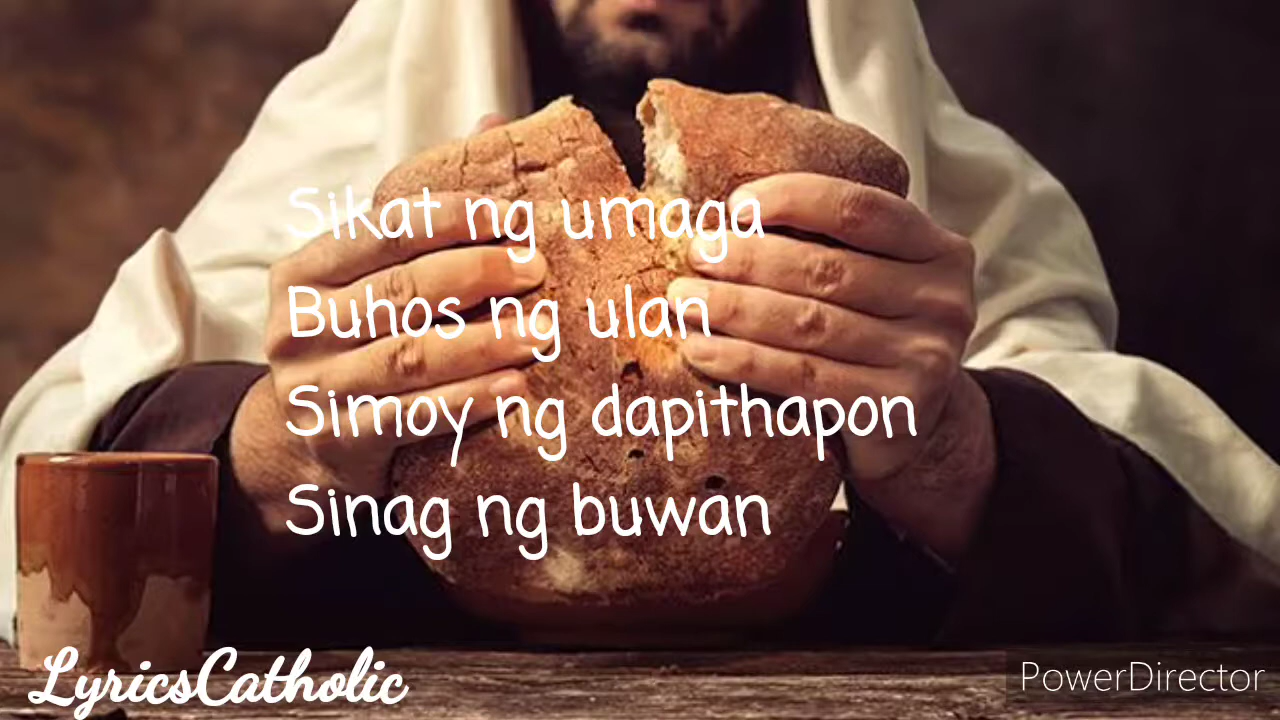 Sikat ng umaga
Buhos ng ulan
Simoy ng dapithapon
Sinag ng buwan
LyricsCatholic
PowerDirector